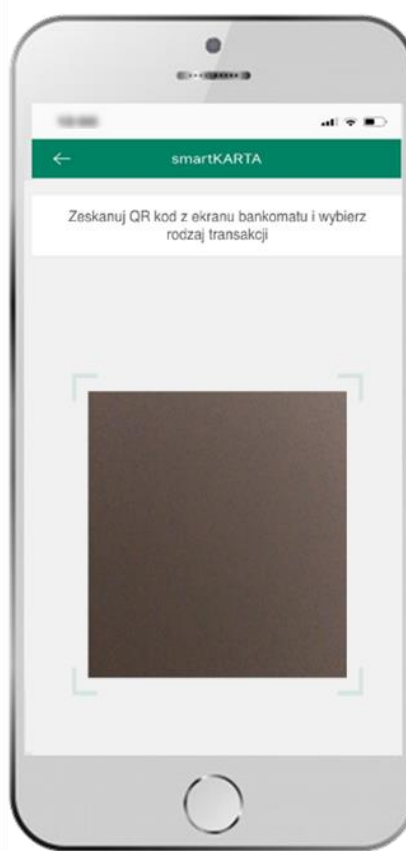 smartKARTA
Zeskanuj QR kod z ekranu bankomatu i wybierz
rodzaj transakcji